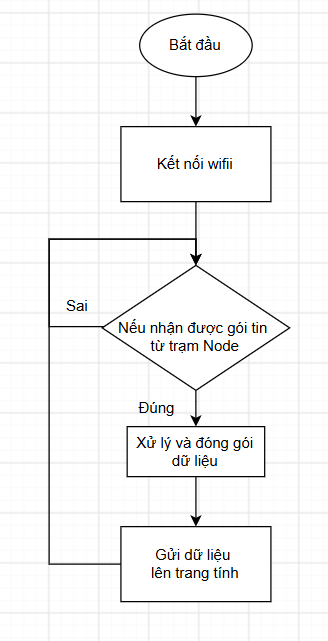 Bắt đầu
Kết nối wifii
Sai
Nếu nhận được gói tin
từ trạm Node
Đúng
Xử lý và đóng gói
dữ liệu
Gửi dữ liệu
lên trang tính